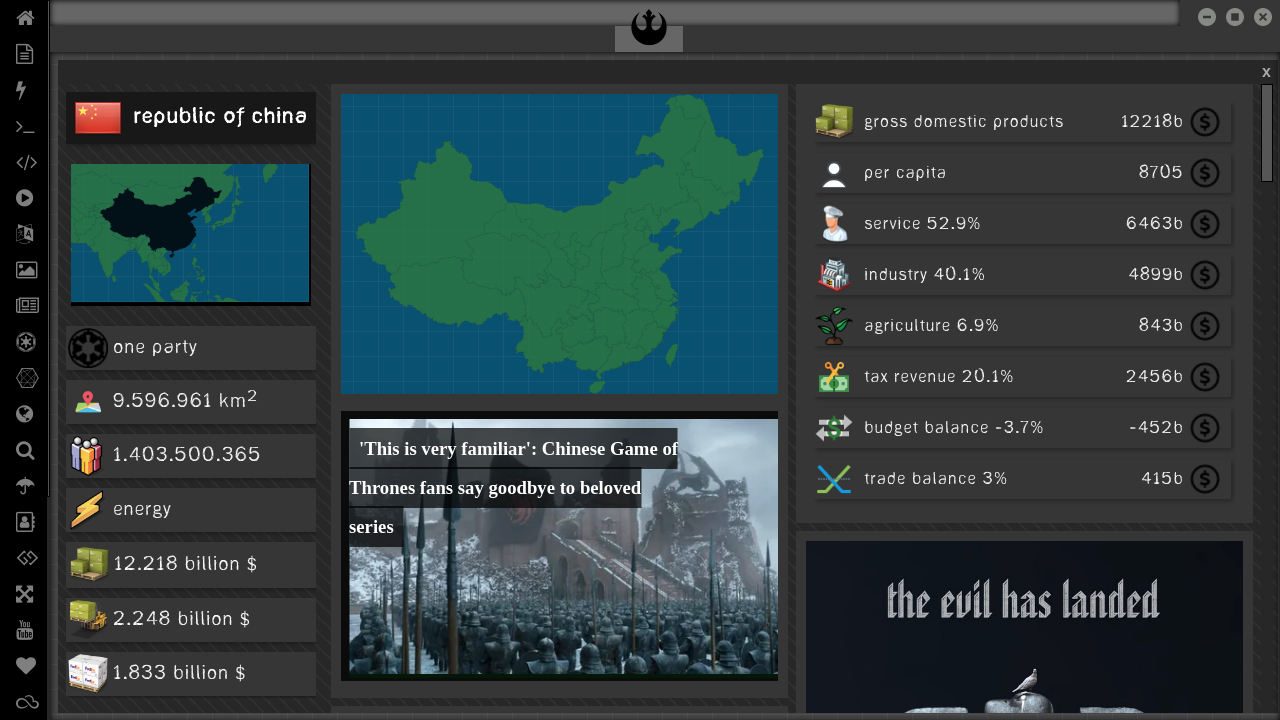 x
republic of china
one party
9.596.961 km²
1.403.500.365
energy
12.218 billion $
2.248 billion $
1.833 billion $
'This is very familiar': Chinese Game of
Thrones fans say goodbye to beloved
series
gross domestic products 12218b $
per capita 8705 $
service 52.9% 6463b $
industry 40.1% 4899b $
agriculture 6.9% 843b $
tax revenue 20.1% 2456b $
budget balance -3.7% -452b $
trade balance 3% 415b $
the evil has landed
You
Tube